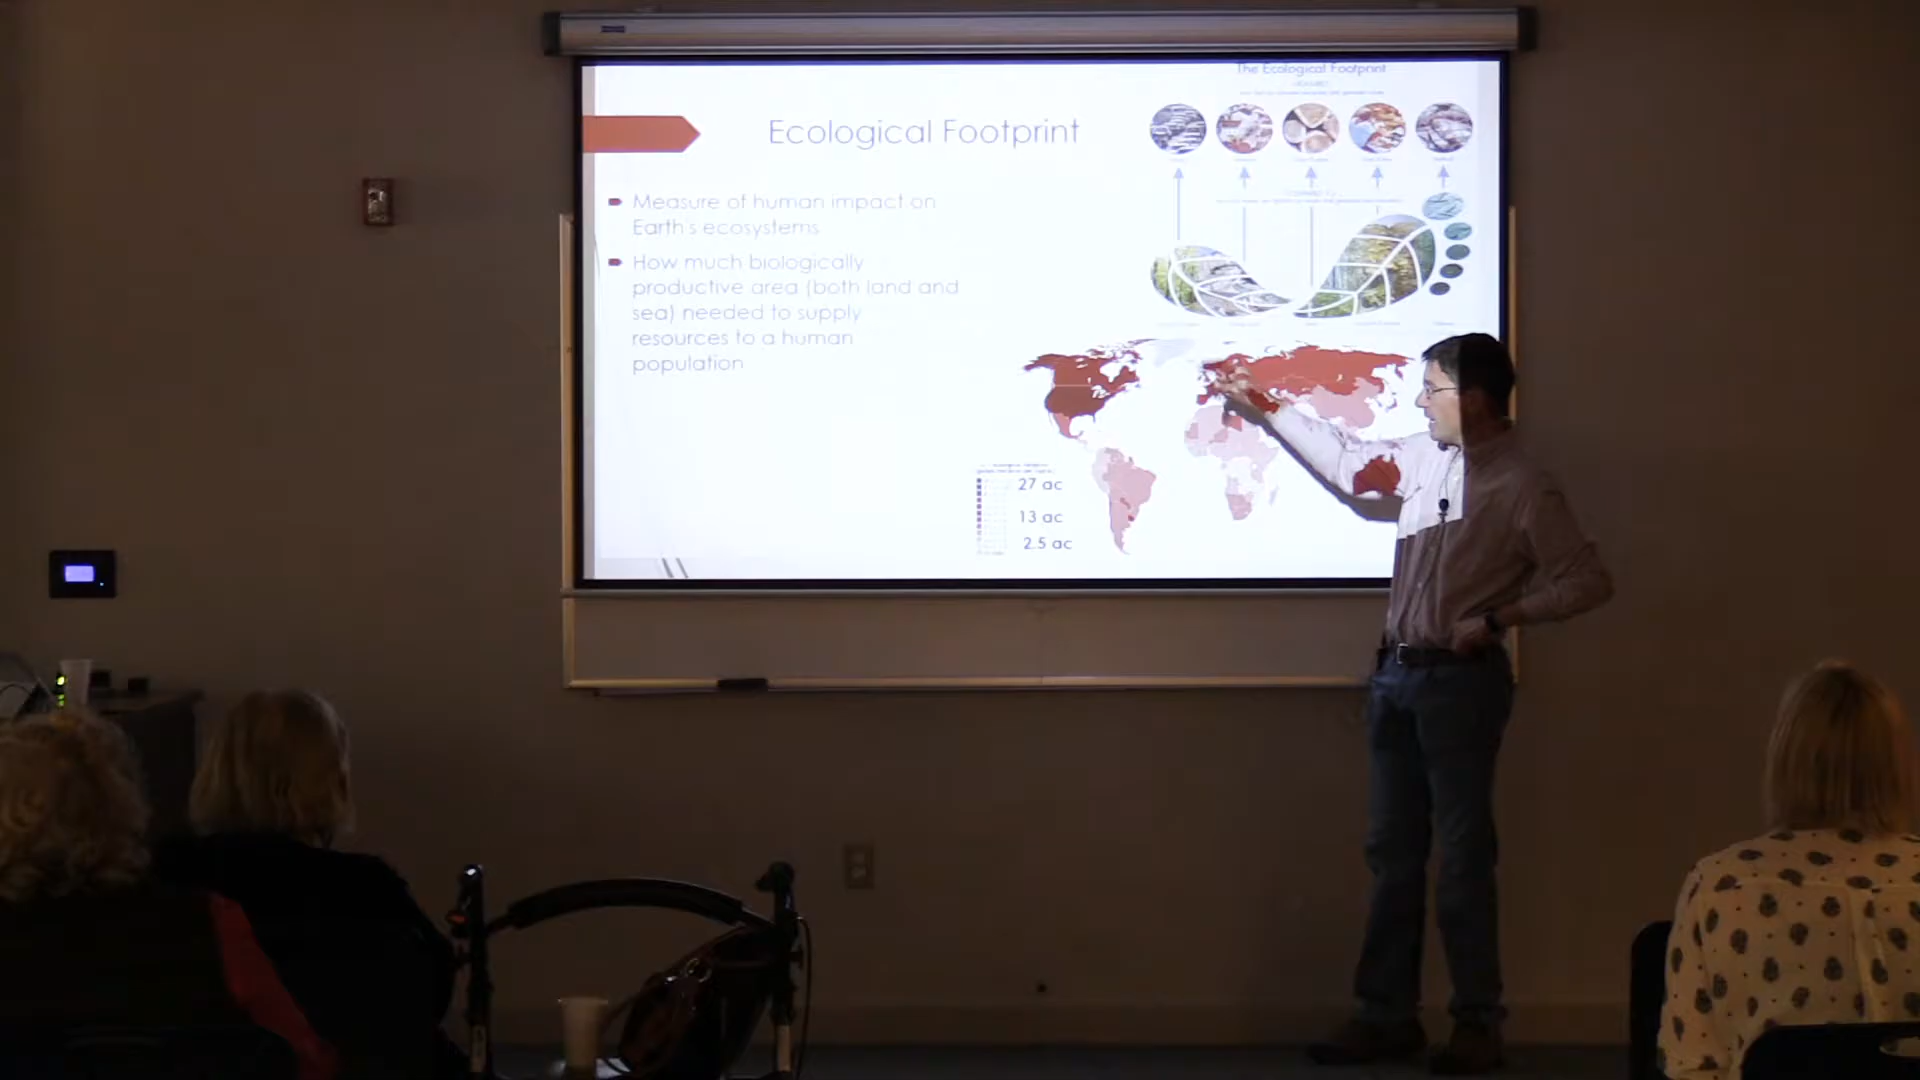 The Ecological Footprint
Ecological Footprint
Measure of human impact on
Earth's ecosystems
How much biologically
productive area (both land and
sea) needed to supply
resources to a human
population
27 ac
13 ac
2.5 ac